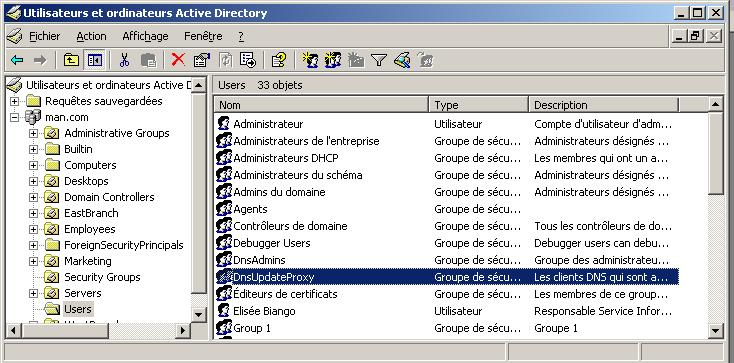 Utilisateurs et ordinateurs Active Directory
Fichier Action Affichage Fenêtre ?
Utilisateurs et ordinateurs Active D
Requêtes sauvegardées
man.com
Administrative Groups
Builtin
Computers
Desktops
Domain Controllers
EastBranch
Employees
ForeignSecurityPrincipals
Marketing
Security Groups
Servers
Users
Users 33 objets
Nom Type Description
Administrateur Utilisateur Compte d'utilisateur d'adm...
Administrateurs de l'entreprise Groupe de sécu... Administrateurs désignés ...
Administrateurs DHCP Groupe de sécu... Les membres qui ont un a...
Administrateurs du schéma Groupe de sécu... Administrateurs désignés ...
Admins du domaine Groupe de sécu... Administrateurs désignés ...
Agents Groupe de sécu...
Contrôleurs de domaine Groupe de sécu... Tous les contrôleurs de do...
Debugger Users Groupe de sécu... Debugger users can debu...
DnsAdmins Groupe de sécu... Groupe des administrateu...
DnsUpdateProxy Groupe de sécu... Les clients DNS qui sont a...
Éditeurs de certificats Groupe de sécu... Les membres de ce group...
Elisée Biango Utilisateur Responsable Service Infor...
Group 1 Groupe de sécu... Groupe 1